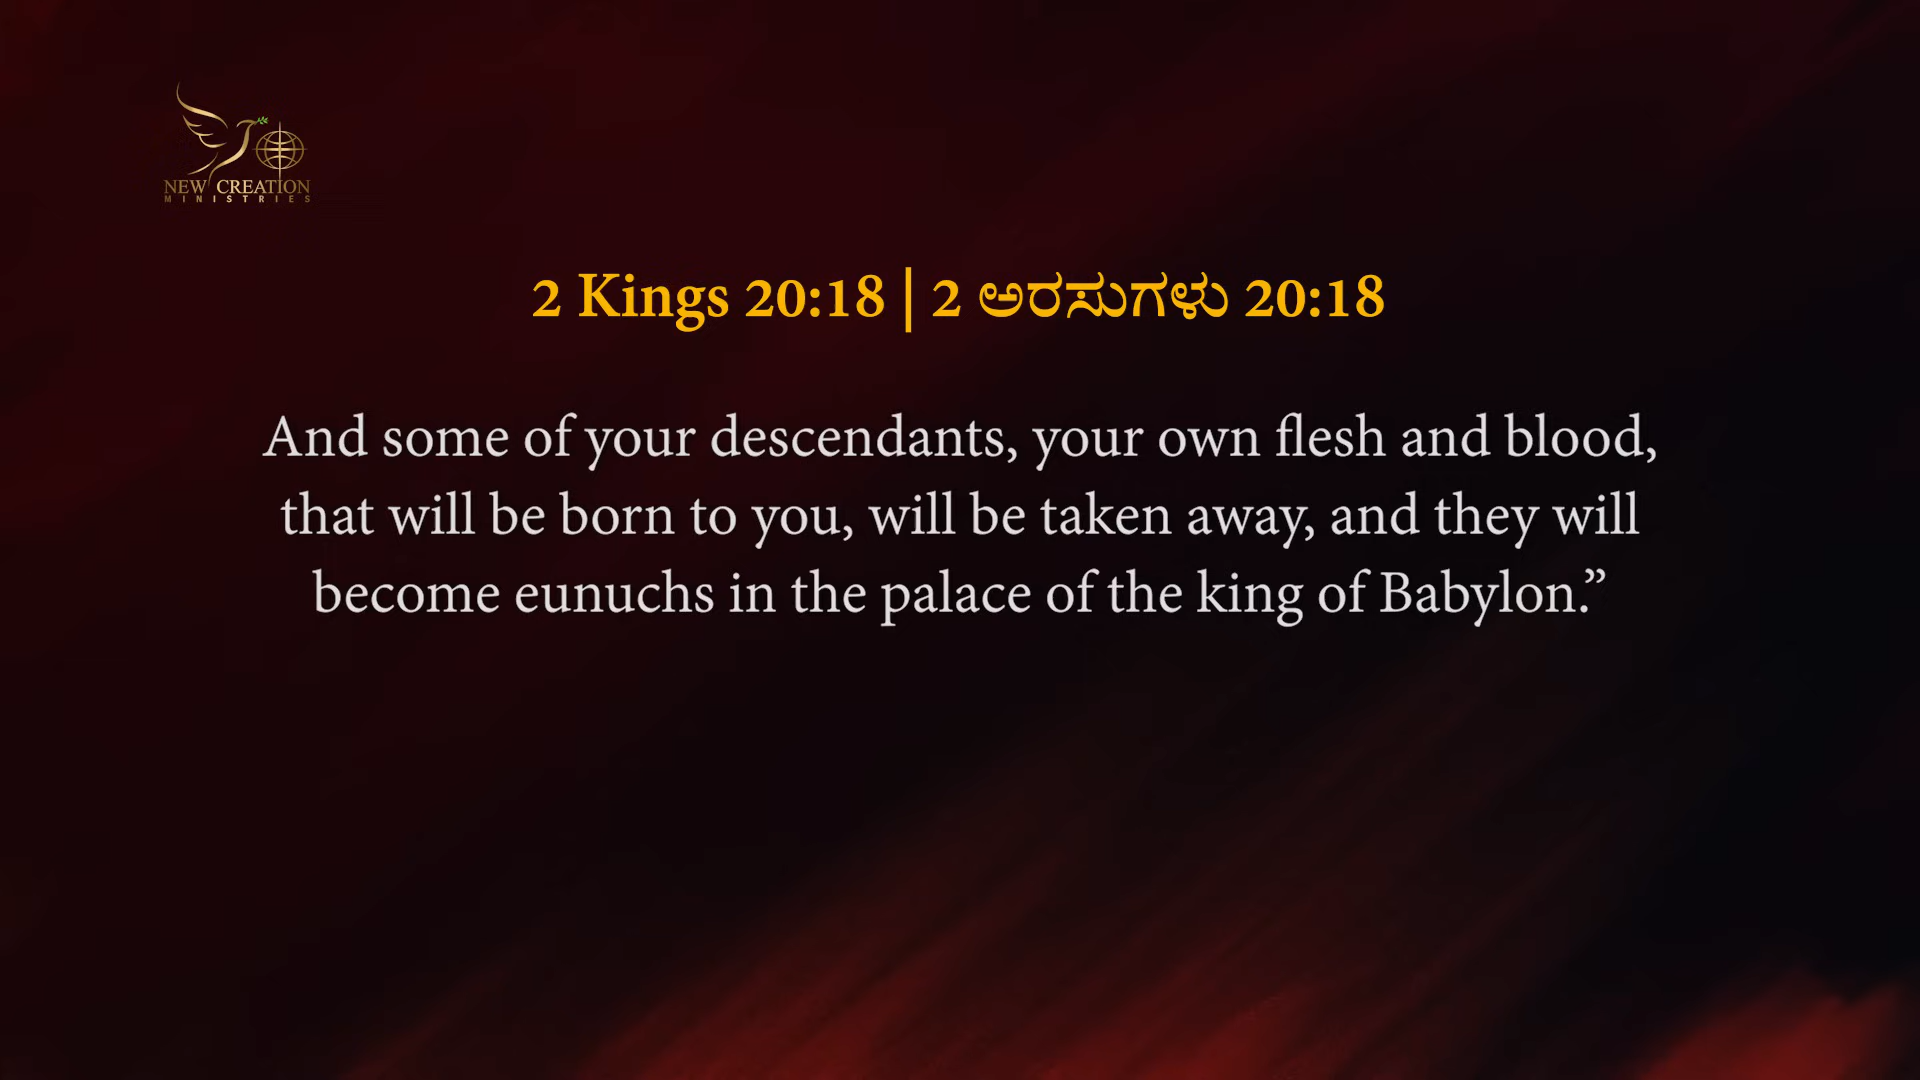 NEW CREATION
MINISTRIES
2 Kings 20:18 | 2 ಅರಸುಗಳು 20:18
And some of your descendants, your own flesh and blood,
that will be born to you, will be taken away, and they will
become eunuchs in the palace of the king of Babylon.”